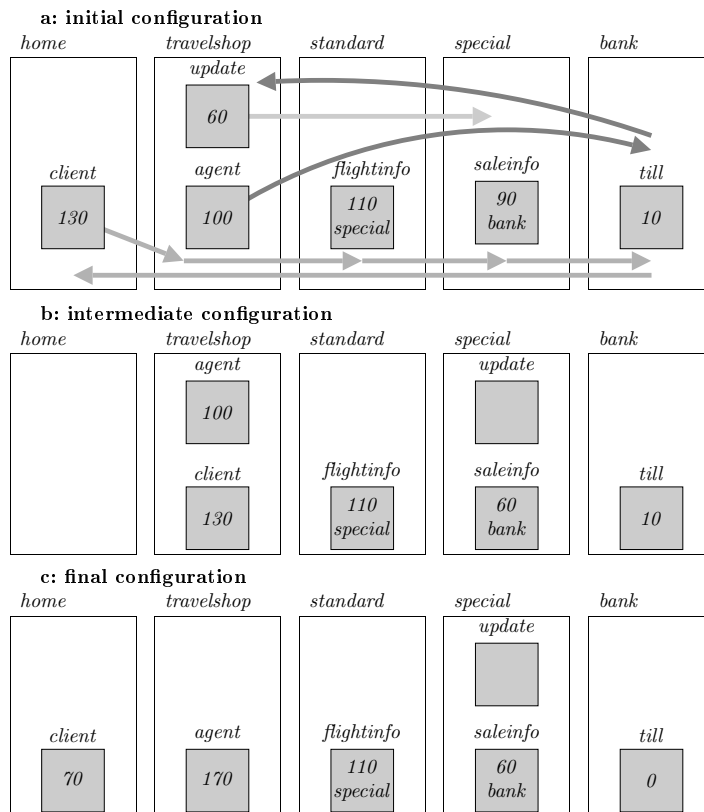 a: initial configuration
home travelshop standard special bank
update
60
client agent flightinfo saleinfo till
130 100 110 90 10
special bank
b: intermediate configuration
home travelshop standard special bank
agent update
100
client flightinfo saleinfo till
130 110 60 10
special bank
c: final configuration
home travelshop standard special bank
update
client agent flightinfo saleinfo till
70 170 110 60 0
special bank